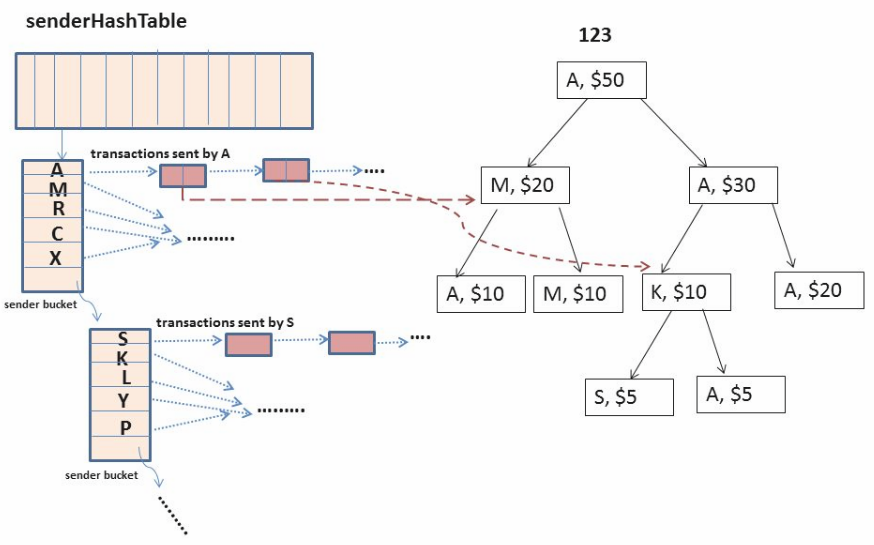 senderHashTable
123
A, $50
transactions sent by A
....
A
M
R
C
X
.........
M, $20
A, $30
A, $10
M, $10
K, $10
A, $20
sender bucket
transactions sent by S
....
S
K
L
Y
P
.........
S, $5
A, $5
sender bucket
........